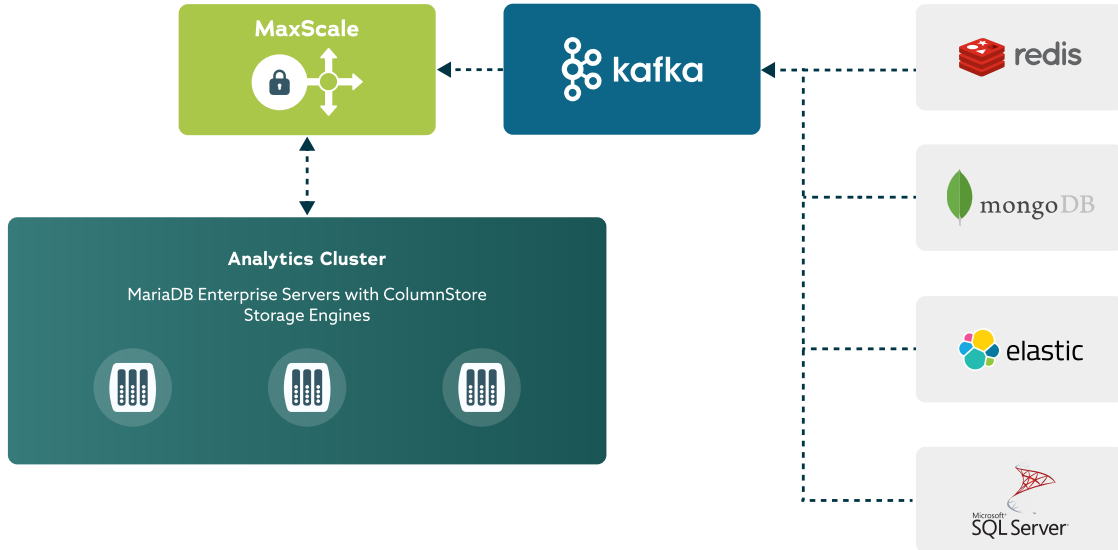 MaxScale
kafka
redis
mongoDB
Analytics Cluster
MariaDB Enterprise Servers with ColumnStore
Storage Engines
elastic
Microsoft®
SQL Server®